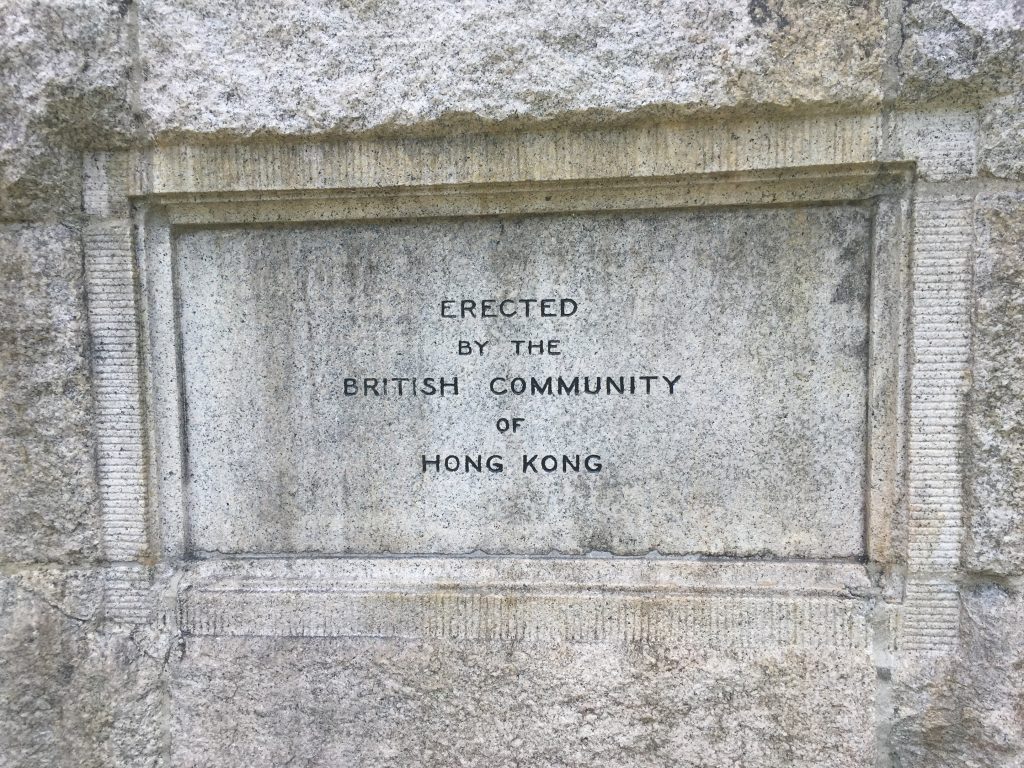 ERECTED
BY THE
BRITISH COMMUNITY
OF
HONG KONG